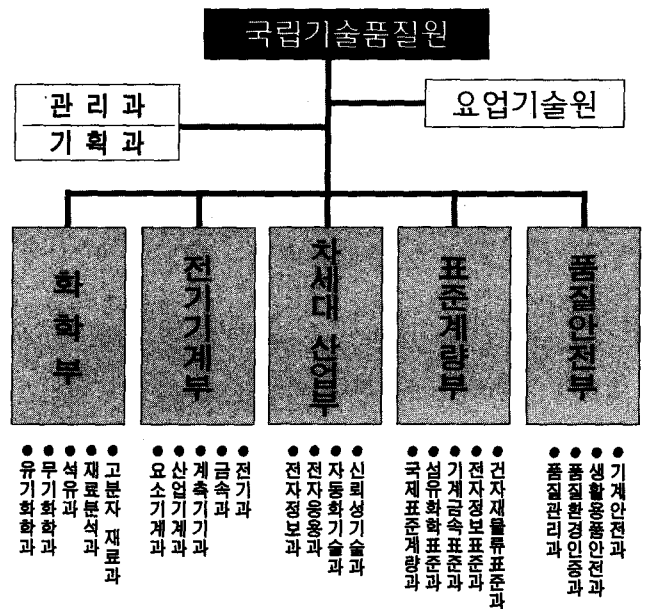 국립기술품질원
관리과
기획과
요업기술원
화학부
전기기계부
차세대 산업부
표준계량부
품질안전부
● 유기화학과
● 무기화학과
● 석유과
● 재료분석과
● 고분자 재료과
● 요소기계과
● 산업기계과
● 계측기기과
● 금속과
● 전기과
● 전자정보과
● 전자응용과
● 자동화기술과
● 신뢰성기술과
● 국제표준계량과
● 섬유화학표준과
● 기계금속표준과
● 전자정보표준과
● 건자재물류표준과
● 품질관리과
● 품질환경인증과
● 생활용품안전과
● 기계안전과